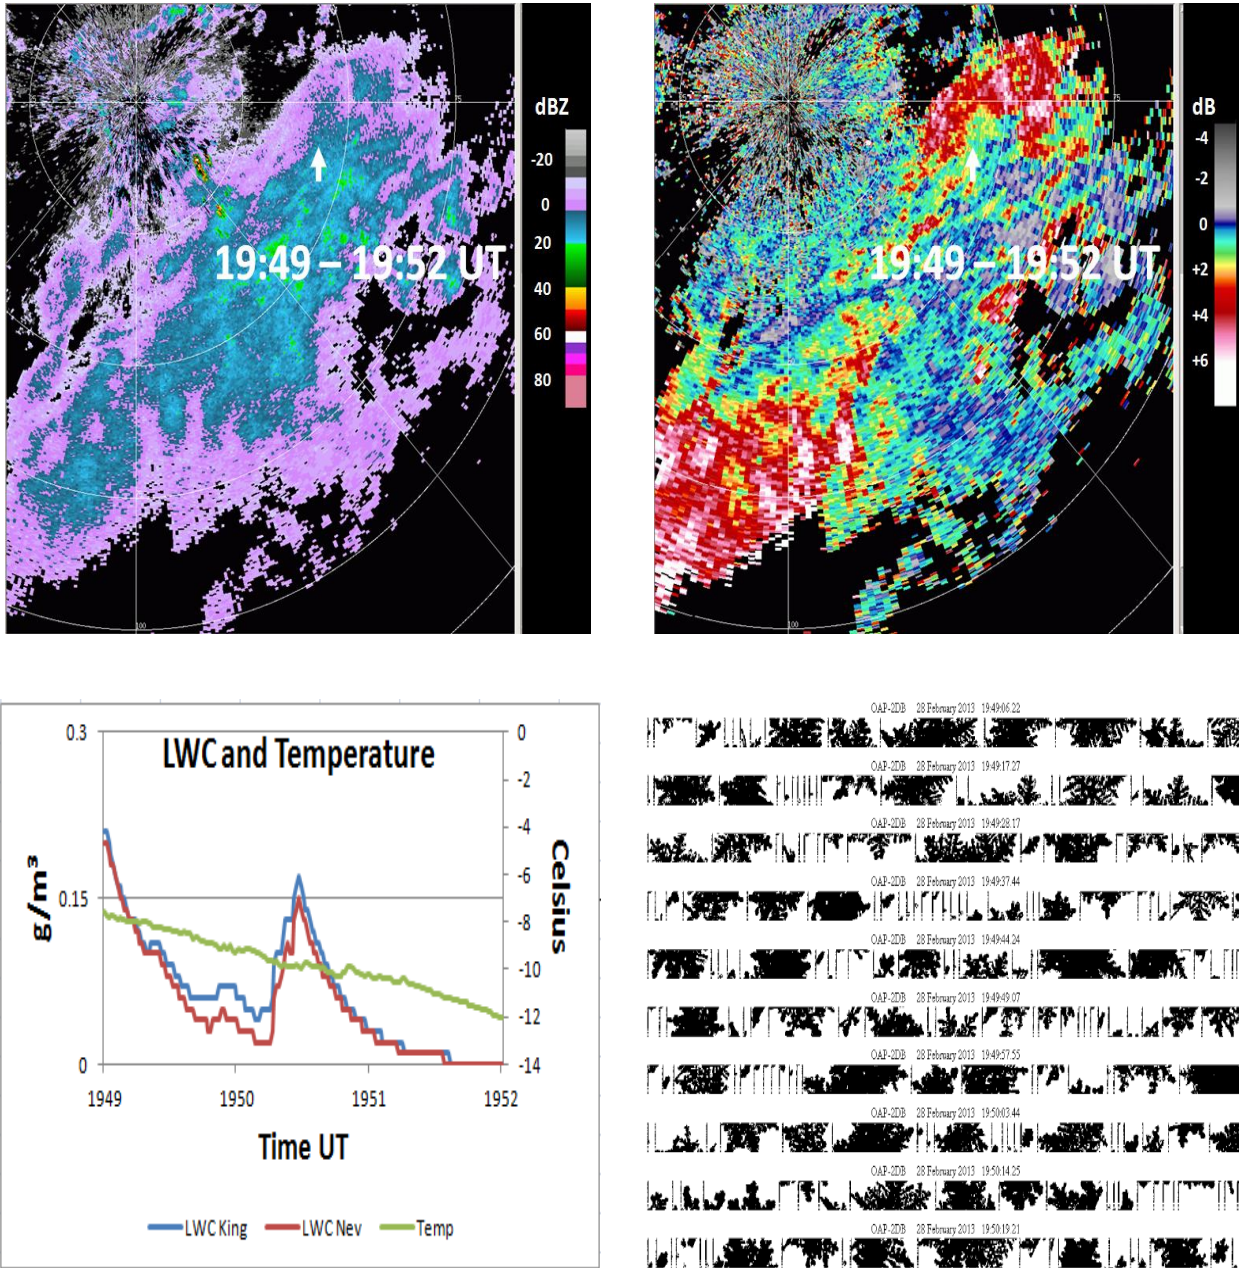 dBZ
-20
0
20
40
60
80
19:49 – 19:52 UT
75
100
dB
-4
-2
0
+2
+4
+6
19:49 – 19:52 UT
75
100
LWC and Temperature
0.3
0.15
0
g/m³
0
-2
-4
-6
-8
-10
-12
-14
Celsius
1949 1950 1951 1952
Time UT
LWC King LWC Nev Temp
OAP-2DB 28 February 2013 19:49:06.22
OAP-2DB 28 February 2013 19:49:17.27
OAP-2DB 28 February 2013 19:49:28.17
OAP-2DB 28 February 2013 19:49:37.44
OAP-2DB 28 February 2013 19:49:44.24
OAP-2DB 28 February 2013 19:49:49.07
OAP-2DB 28 February 2013 19:49:57.55
OAP-2DB 28 February 2013 19:50:03.44
OAP-2DB 28 February 2013 19:50:14.25
OAP-2DB 28 February 2013 19:50:19.21